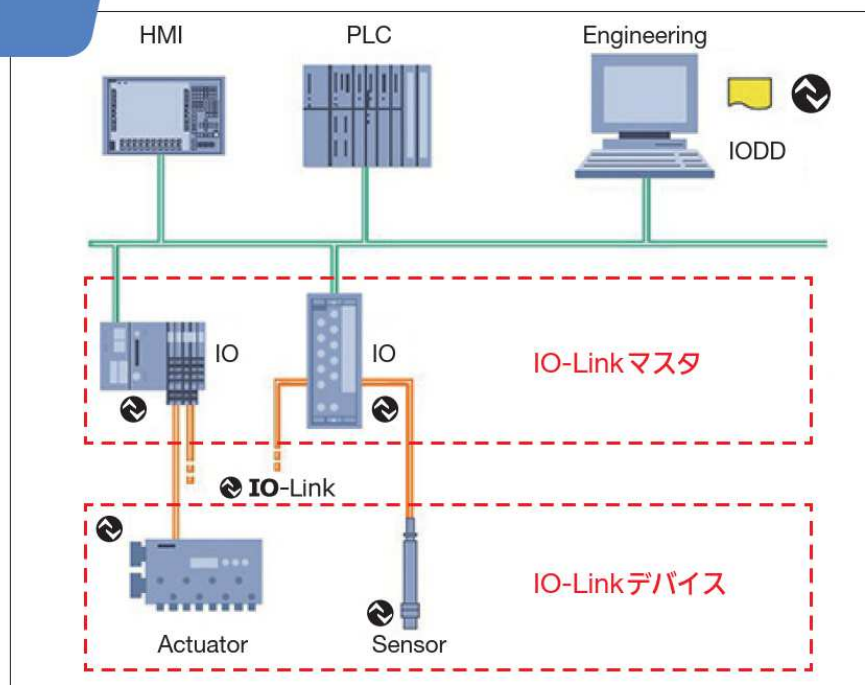 HMI
PLC
Engineering
IODD
IO
IO
IO-Linkマスタ
IO-Link
IO-Linkデバイス
Actuator
Sensor